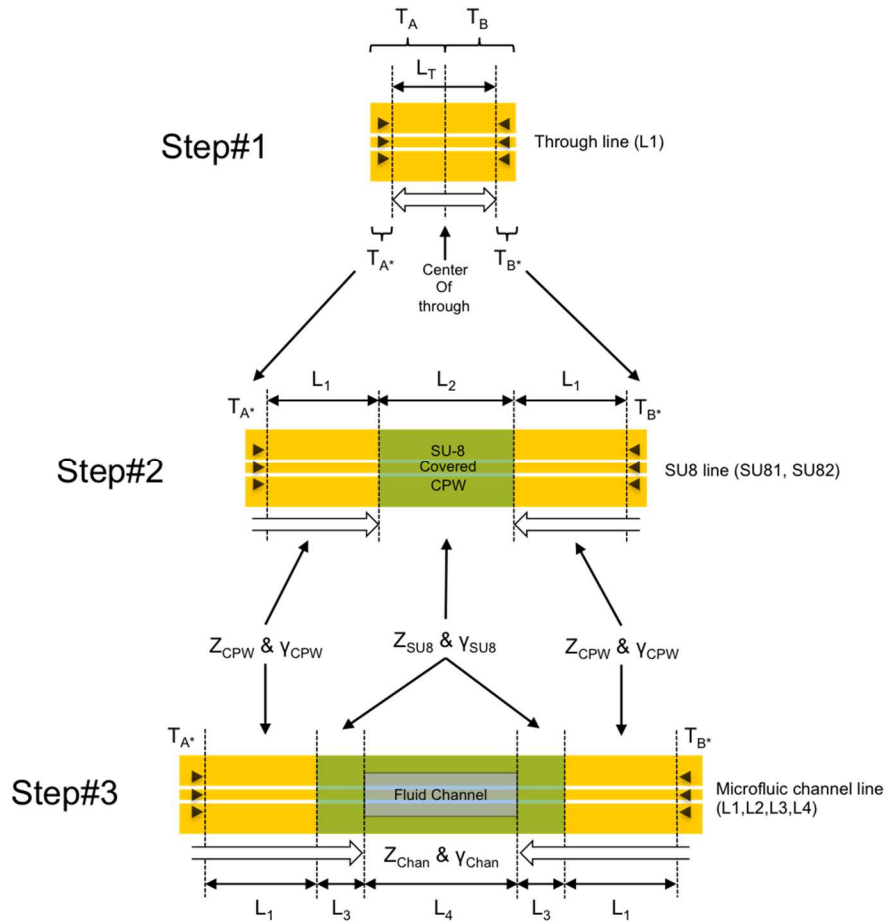 T_A T_B
L_T
Step#1
Through line (L1)
T_A* T_B*
Center
Of
through
L_1 L_2 L_1
T_A* T_B*
Step#2
SU-8
Covered
CPW
SU8 line (SU81, SU82)
Z_CPW & γ_CPW Z_SU8 & γ_SU8 Z_CPW & γ_CPW
T_A* T_B*
Step#3
Fluid Channel
Microfluic channel line
(L1,L2,L3,L4)
Z_Chan & γ_Chan
L_1 L_3 L_4 L_3 L_1